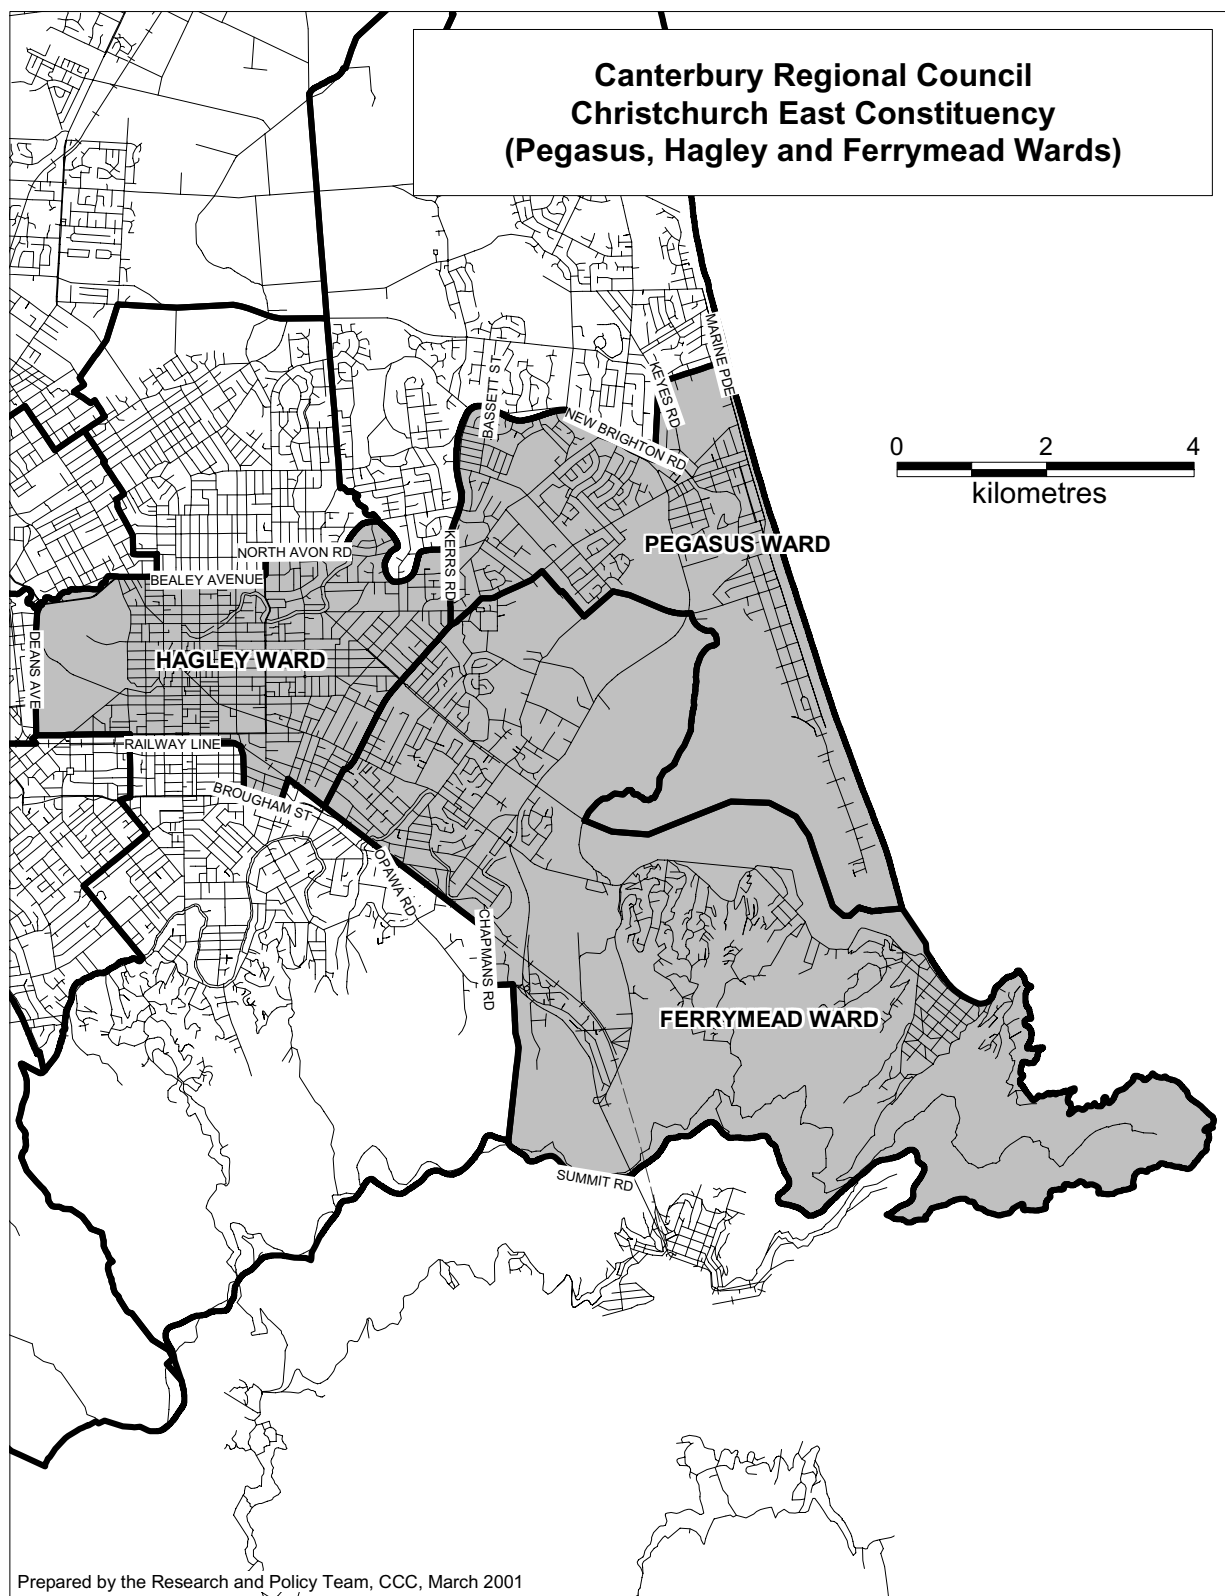 Canterbury Regional Council
Christchurch East Constituency
(Pegasus, Hagley and Ferrymead Wards)
MARINE PDE
KEYES RD
BASSETT ST
NEW BRIGHTON RD
0 2 4
kilometres
PEGASUS WARD
KERRS RD
NORTH AVON RD
BEALEY AVENUE
DEANS AVE
HAGLEY WARD
RAILWAY LINE
BROUGHAM ST
OPAWA RD
CHAPMANS RD
FERRYMEAD WARD
SUMMIT RD
Prepared by the Research and Policy Team, CCC, March 2001